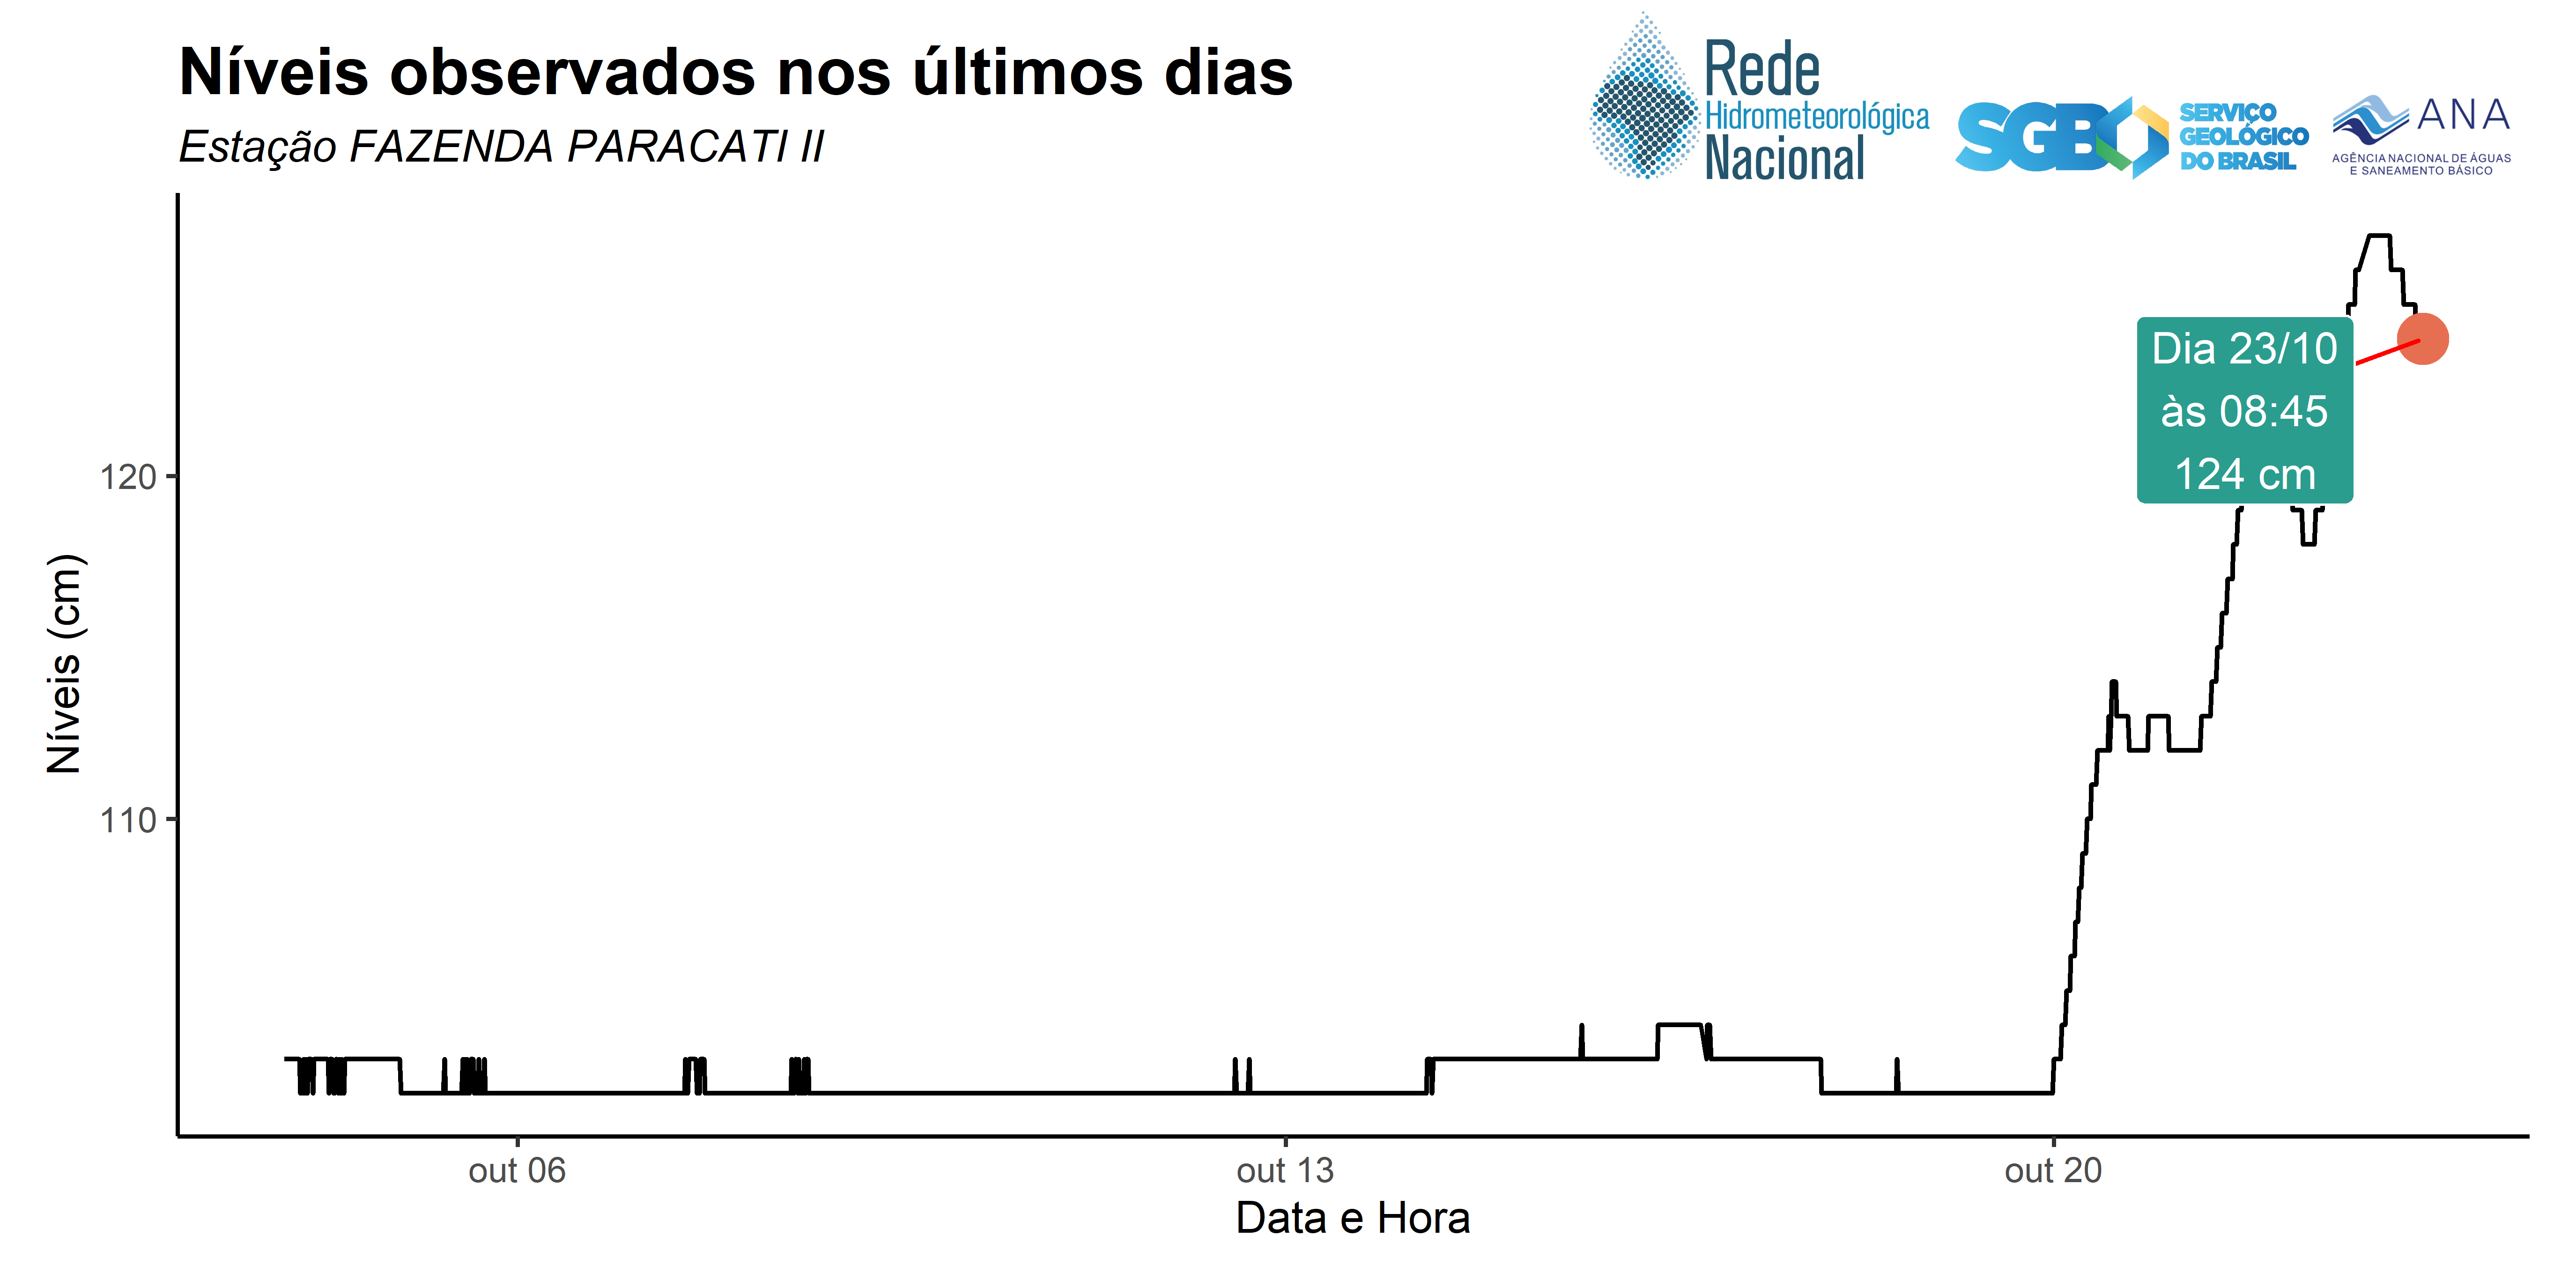 Níveis observados nos últimos dias
Estação FAZENDA PARACATI II
Rede
Hidrometeorológica
Nacional
SGB
SERVIÇO
GEOLÓGICO
DO BRASIL
ANA
AGÊNCIA NACIONAL DE ÁGUAS
E SANEAMENTO BÁSICO
Dia 23/10
às 08:45
124 cm
120
110
Níveis (cm)
out 06
out 13
out 20
Data e Hora